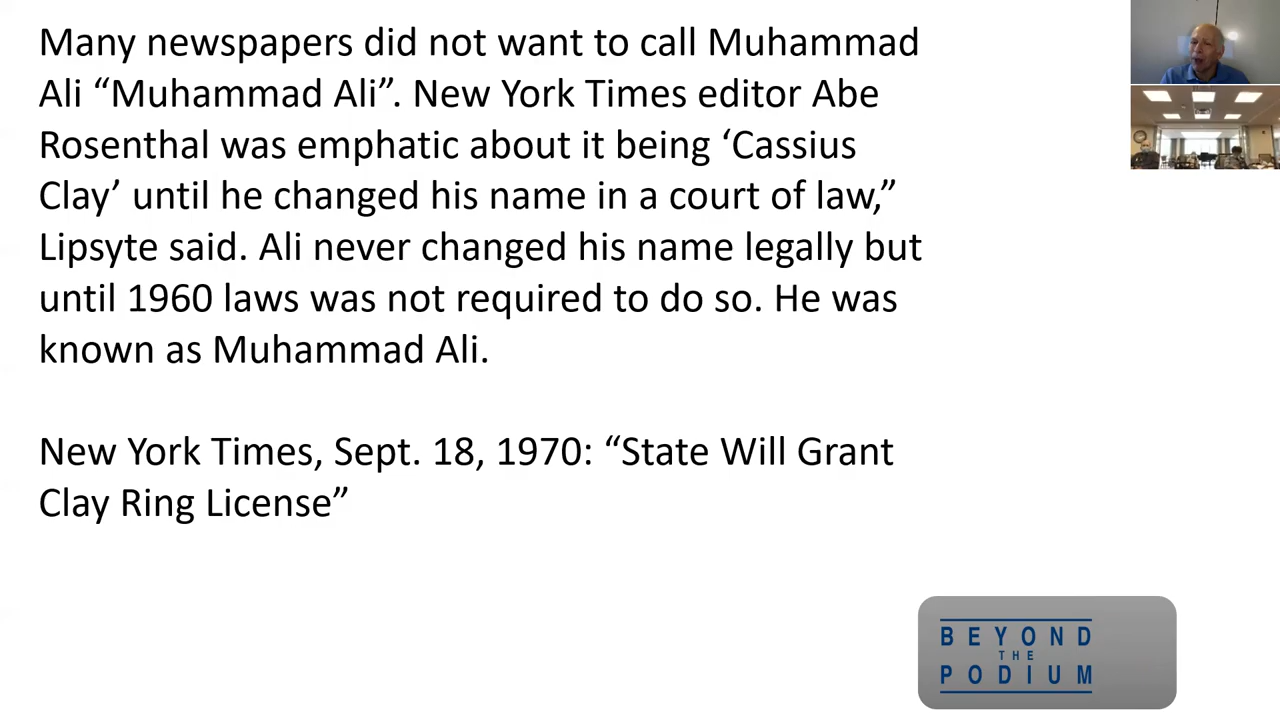 Many newspapers did not want to call Muhammad
Ali “Muhammad Ali”. New York Times editor Abe
Rosenthal was emphatic about it being ‘Cassius
Clay’ until he changed his name in a court of law,”
Lipsyte said. Ali never changed his name legally but
until 1960 laws was not required to do so. He was
known as Muhammad Ali.
New York Times, Sept. 18, 1970: “State Will Grant
Clay Ring License”
BEYOND
THE
PODIUM